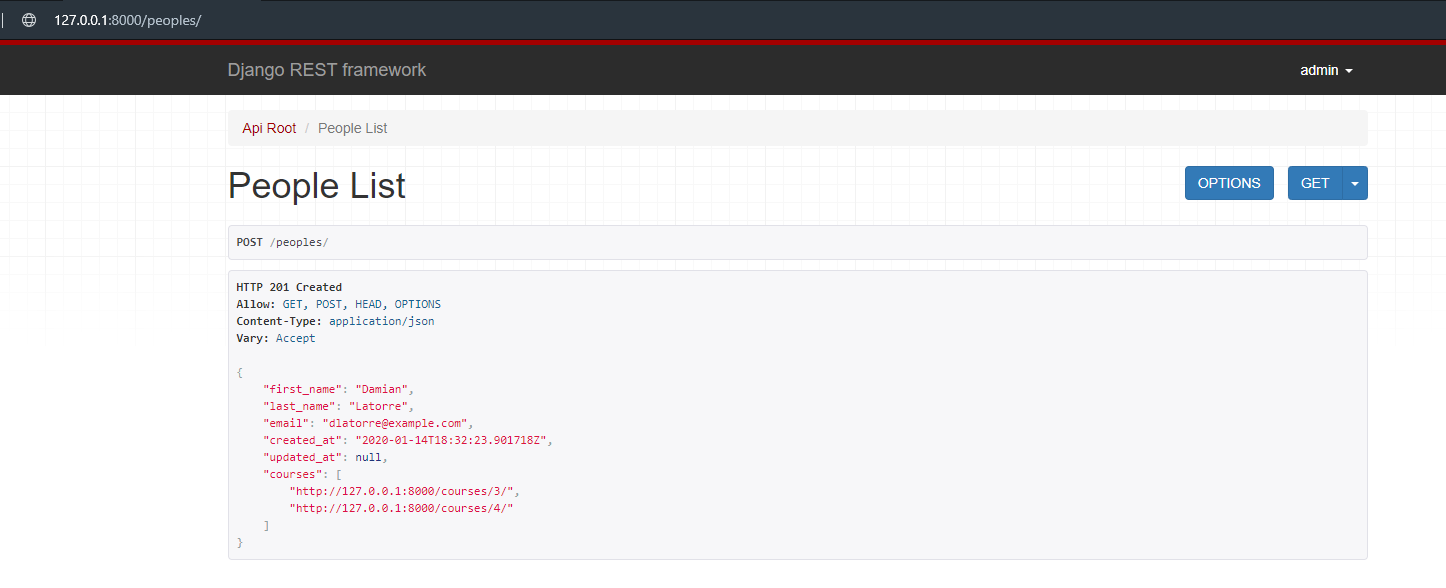 127.0.0.1:8000/peoples/
Django REST framework
admin
Api Root / People List
People List
OPTIONS
GET
POST /peoples/
HTTP 201 Created
Allow: GET, POST, HEAD, OPTIONS
Content-Type: application/json
Vary: Accept
{
    "first_name": "Damian",
    "last_name": "Latorre",
    "email": "dlatorre@example.com",
    "created_at": "2020-01-14T18:32:23.901718Z",
    "updated_at": null,
    "courses": [
        "http://127.0.0.1:8000/courses/3/",
        "http://127.0.0.1:8000/courses/4/"
    ]
}